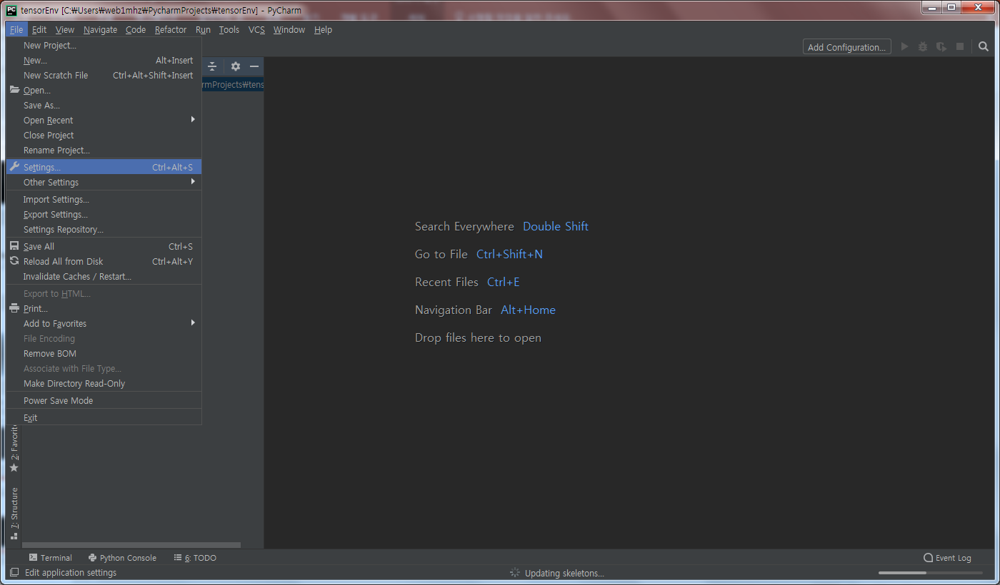 PC tensorEnv [C:₩Users₩web1mhz₩PycharmProjects₩tensorEnv] - PyCharm
File Edit View Navigate Code Refactor Run Tools VCS Window Help
Add Configuration...
New Project...
New... Alt+Insert
New Scratch File Ctrl+Alt+Shift+Insert
rmProjects₩tens
Open...
Save As...
Open Recent
Close Project
Rename Project...
Settings... Ctrl+Alt+S
Other Settings
Import Settings...
Export Settings...
Settings Repository...
Save All Ctrl+S
Reload All from Disk Ctrl+Alt+Y
Invalidate Caches / Restart...
Export to HTML...
Print...
Add to Favorites
File Encoding
Remove BOM
Associate with File Type...
Make Directory Read-Only
Power Save Mode
Exit
Search Everywhere Double Shift
Go to File Ctrl+Shift+N
Recent Files Ctrl+E
Navigation Bar Alt+Home
Drop files here to open
2: Favorite
7: Structure
Terminal Python Console 6: TODO Event Log
Edit application settings Updating skeletons...